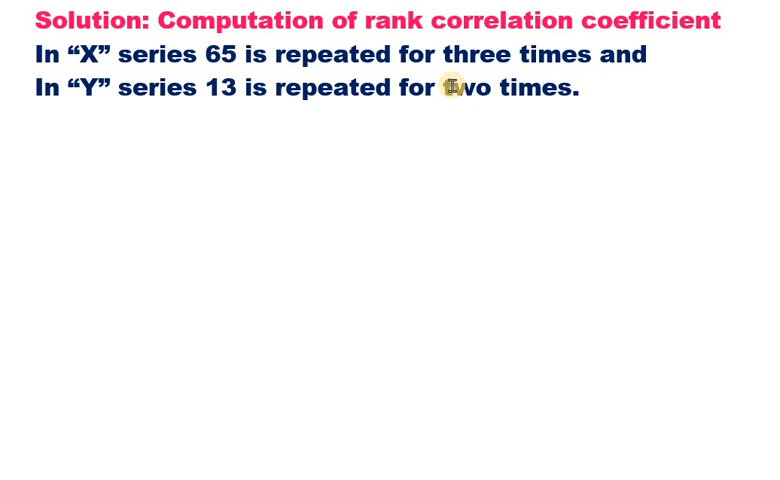 Solution: Computation of rank correlation coefficient
In “X” series 65 is repeated for three times and
In “Y” series 13 is repeated for two times.